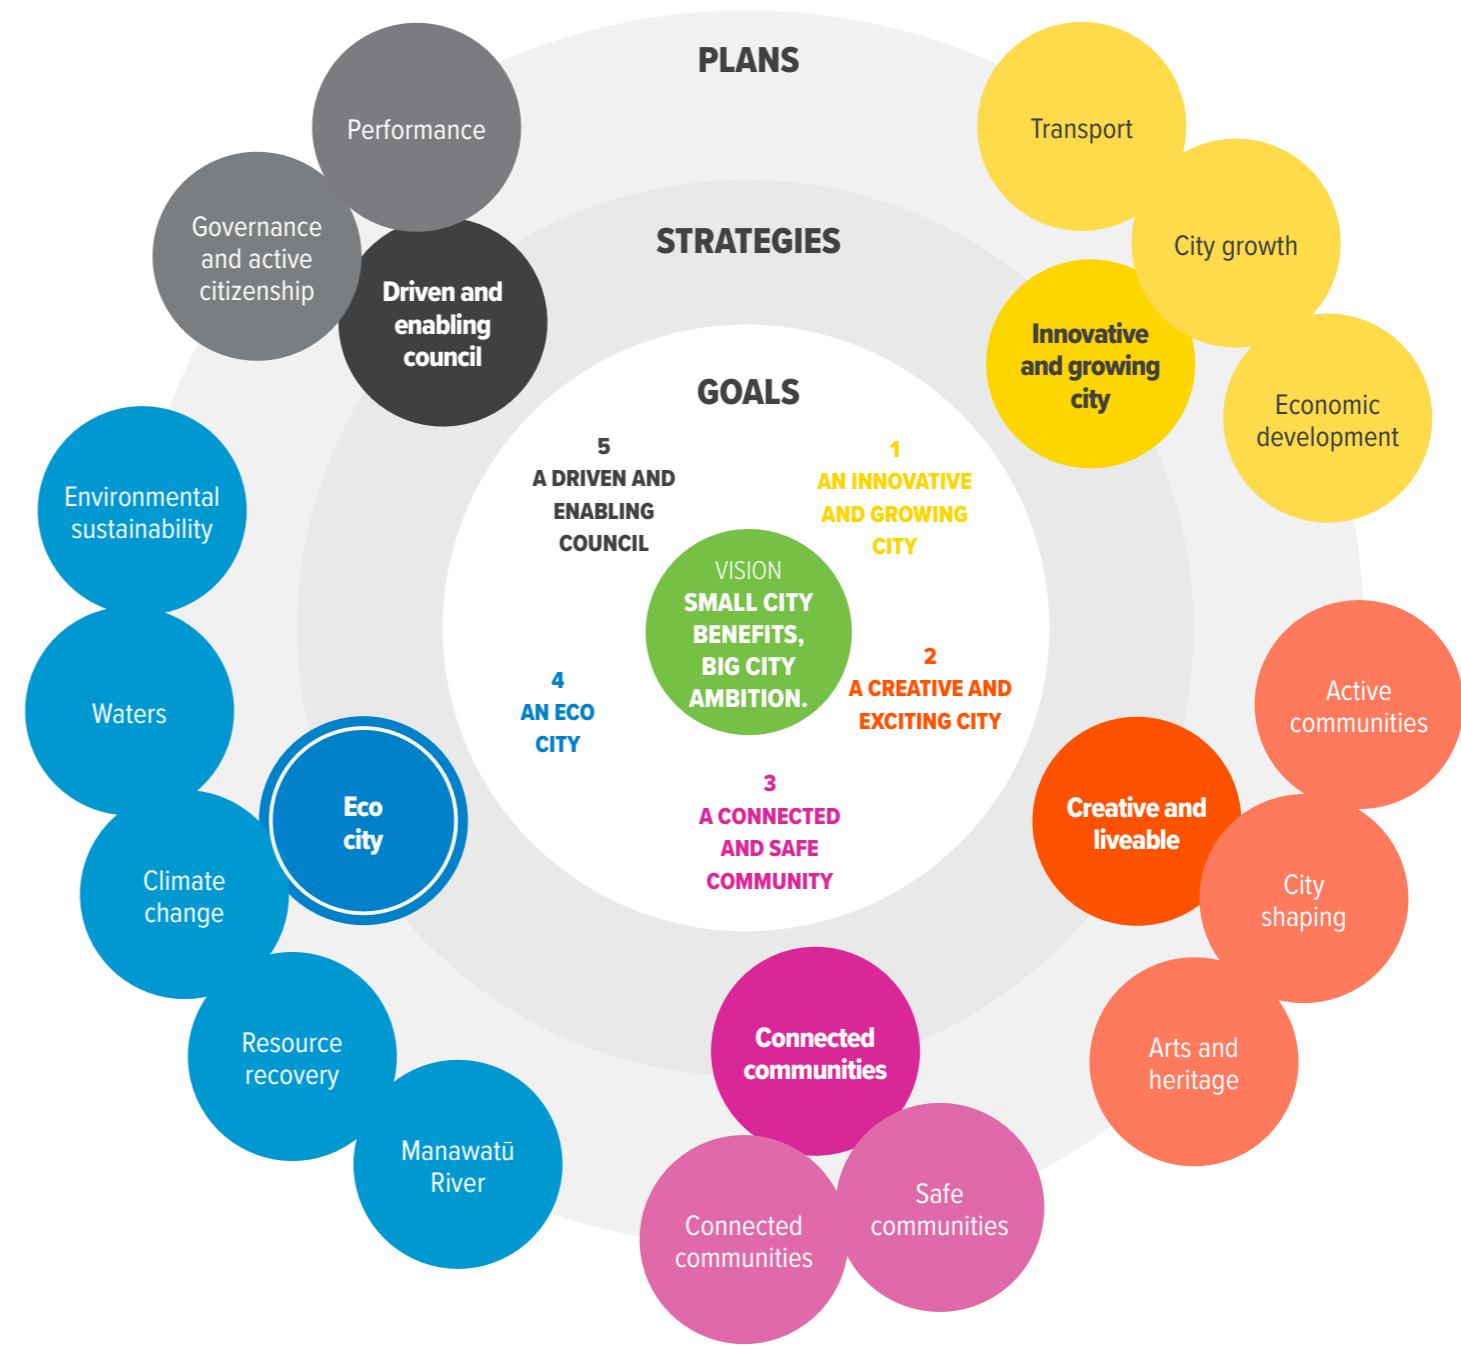 PLANS
STRATEGIES
GOALS
VISION
SMALL CITY
BENEFITS,
BIG CITY
AMBITION.
1
AN INNOVATIVE
AND GROWING
CITY
2
A CREATIVE AND
EXCITING CITY
3
A CONNECTED
AND SAFE
COMMUNITY
4
AN ECO
CITY
5
A DRIVEN AND
ENABLING
COUNCIL
Innovative
and growing
city
Transport
City growth
Economic
development
Creative and
liveable
Active
communities
City
shaping
Arts and
heritage
Connected
communities
Safe
communities
Connected
communities
Eco
city
Manawatū
River
Resource
recovery
Climate
change
Waters
Environmental
sustainability
Driven and
enabling
council
Governance
and active
citizenship
Performance